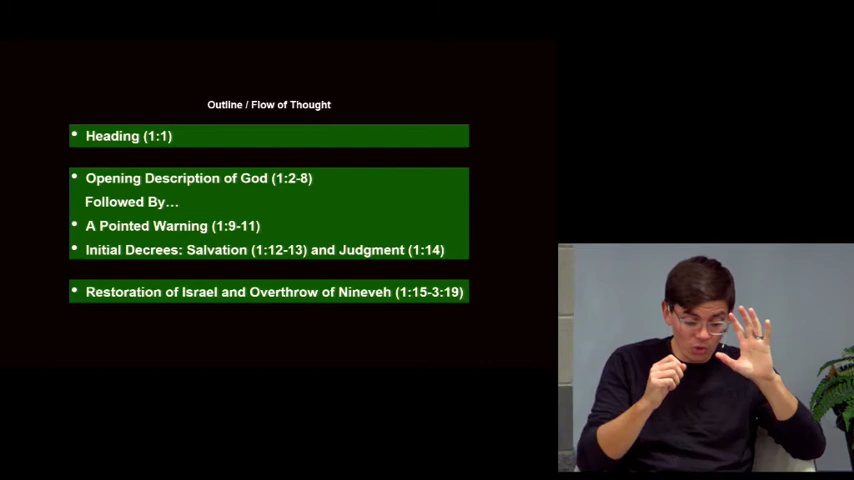 Outline / Flow of Thought
• Heading (1:1)
• Opening Description of God (1:2-8)
Followed By…
• A Pointed Warning (1:9-11)
• Initial Decrees: Salvation (1:12-13) and Judgment (1:14)
• Restoration of Israel and Overthrow of Nineveh (1:15-3:19)